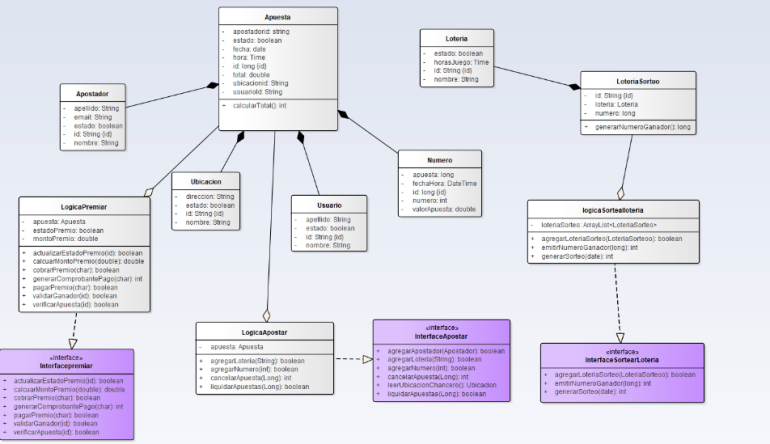 Apuesta
- apostadorid: string
- estado: boolean
- fecha: date
- hora: Time
- id: long {id}
- total: double
- ubicacionid: String
- usuarioId: String
+ calcularTotal(): int
Loteria
- estado: boolean
- horasJuego: Time
- id: String {id}
- nombre: String
LoteriaSorteo
- id: String {id}
- loteria: Loteria
- numero: long
+ generarNumeroGanador(): long
Apostador
- apellido: String
- email: String
- estado: boolean
- id: String {id}
- nombre: String
Ubicacion
- direccion: String
- estado: boolean
- id: String {id}
- nombre: String
Usuario
- apellido: String
- estado: boolean
- id: String {id}
- nombre: String
Numero
- apuesta: long
- fechaHora: DateTime
- id: long {id}
- numero: int
- valorApuesta: double
LogicaPremiar
- apuesta: Apuesta
- estadoPremio: boolean
- montoPremio: double
+ actualizarEstadoPremio(id): boolean
+ calcuarMontoPremio(double): double
+ cobrarPremio(char): boolean
+ generarComprobantePago(char): int
+ pagarPremio(char): boolean
+ validarGanador(id): boolean
+ verificarApuesta(id): boolean
logicaSortealloteria
- loteriaSorteo: ArrayList<LoteriaSorteo>
+ agregarLoteriaSorteo(LoteriaSorteoo): boolean
+ emitirNumeroGanador(long): int
+ generarSorteo(date): int
LogicaApostar
- apuesta: Apuesta
+ agregarLoteria(String): boolean
+ agregarNumero(int): boolean
+ cancelarApuesta(Long): int
+ liquidarApuestas(Long): boolean
«interface»
InterfaceApostar
+ agregarApostador(Apostador): boolean
+ agregarLoteria(String): boolean
+ agregarNumero(int): boolean
+ cancelarApuesta(Long): int
+ leerUbicacionChancero(): Ubicacion
+ liquidarApuestas(Long): boolean
«interface»
InterfaceSortearLoteria
+ agregarLoteriaSorteo(LoteriaSorteoo): boolean
+ emitirNumeroGanador(long): int
+ generarSorteo(date): int
«interface»
Interfacepremiar
+ actualizarEstadoPremio(id): boolean
+ calcuarMontoPremio(double): double
+ cobrarPremio(char): boolean
+ generarComprobantePago(char): int
+ pagarPremio(char): boolean
+ validarGanador(id): boolean
+ verificarApuesta(id): boolean